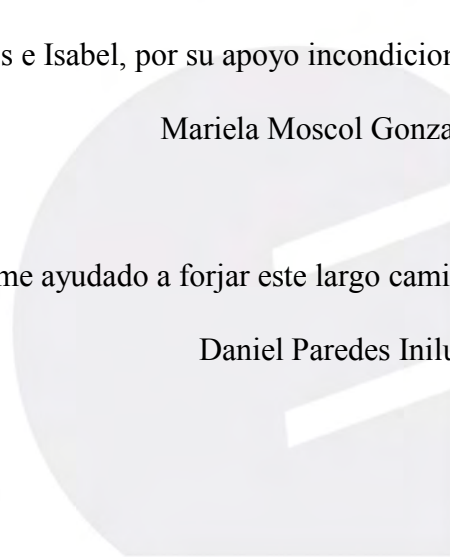 s e Isabel, por su apoyo incondicion
Mariela Moscol Gonza
me ayudado a forjar este largo cami
Daniel Paredes Inilu